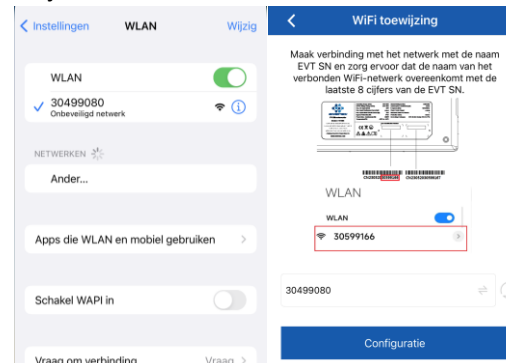 Instellingen WLAN Wijzig
WLAN
30499080
Onbeveiligd netwerk
NETWERKEN
Ander...
Apps die WLAN en mobiel gebruiken
Schakel WAPI in
Vraag om verbinding Vraag
WiFi toewijzing
Maak verbinding met het netwerk met de naam
EVT SN en zorg ervoor dat de naam van het
verbonden WiFi-netwerk overeenkomt met de
laatste 8 cijfers van de EVT SN.
WLAN
WLAN
30599166
30499080
Configuratie